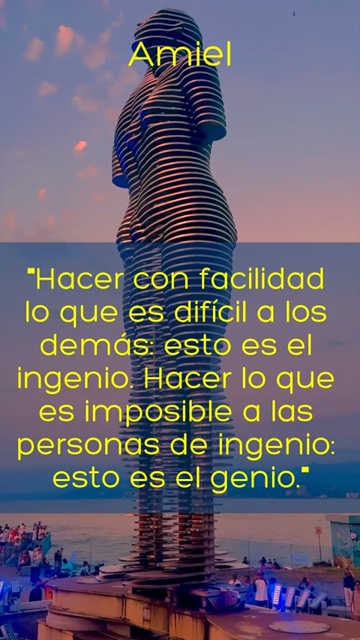 Amiel
"Hacer con facilidad
lo que es difícil a los
demás: esto es el
ingenio. Hacer lo que
es imposible a las
personas de ingenio:
esto es el genio."